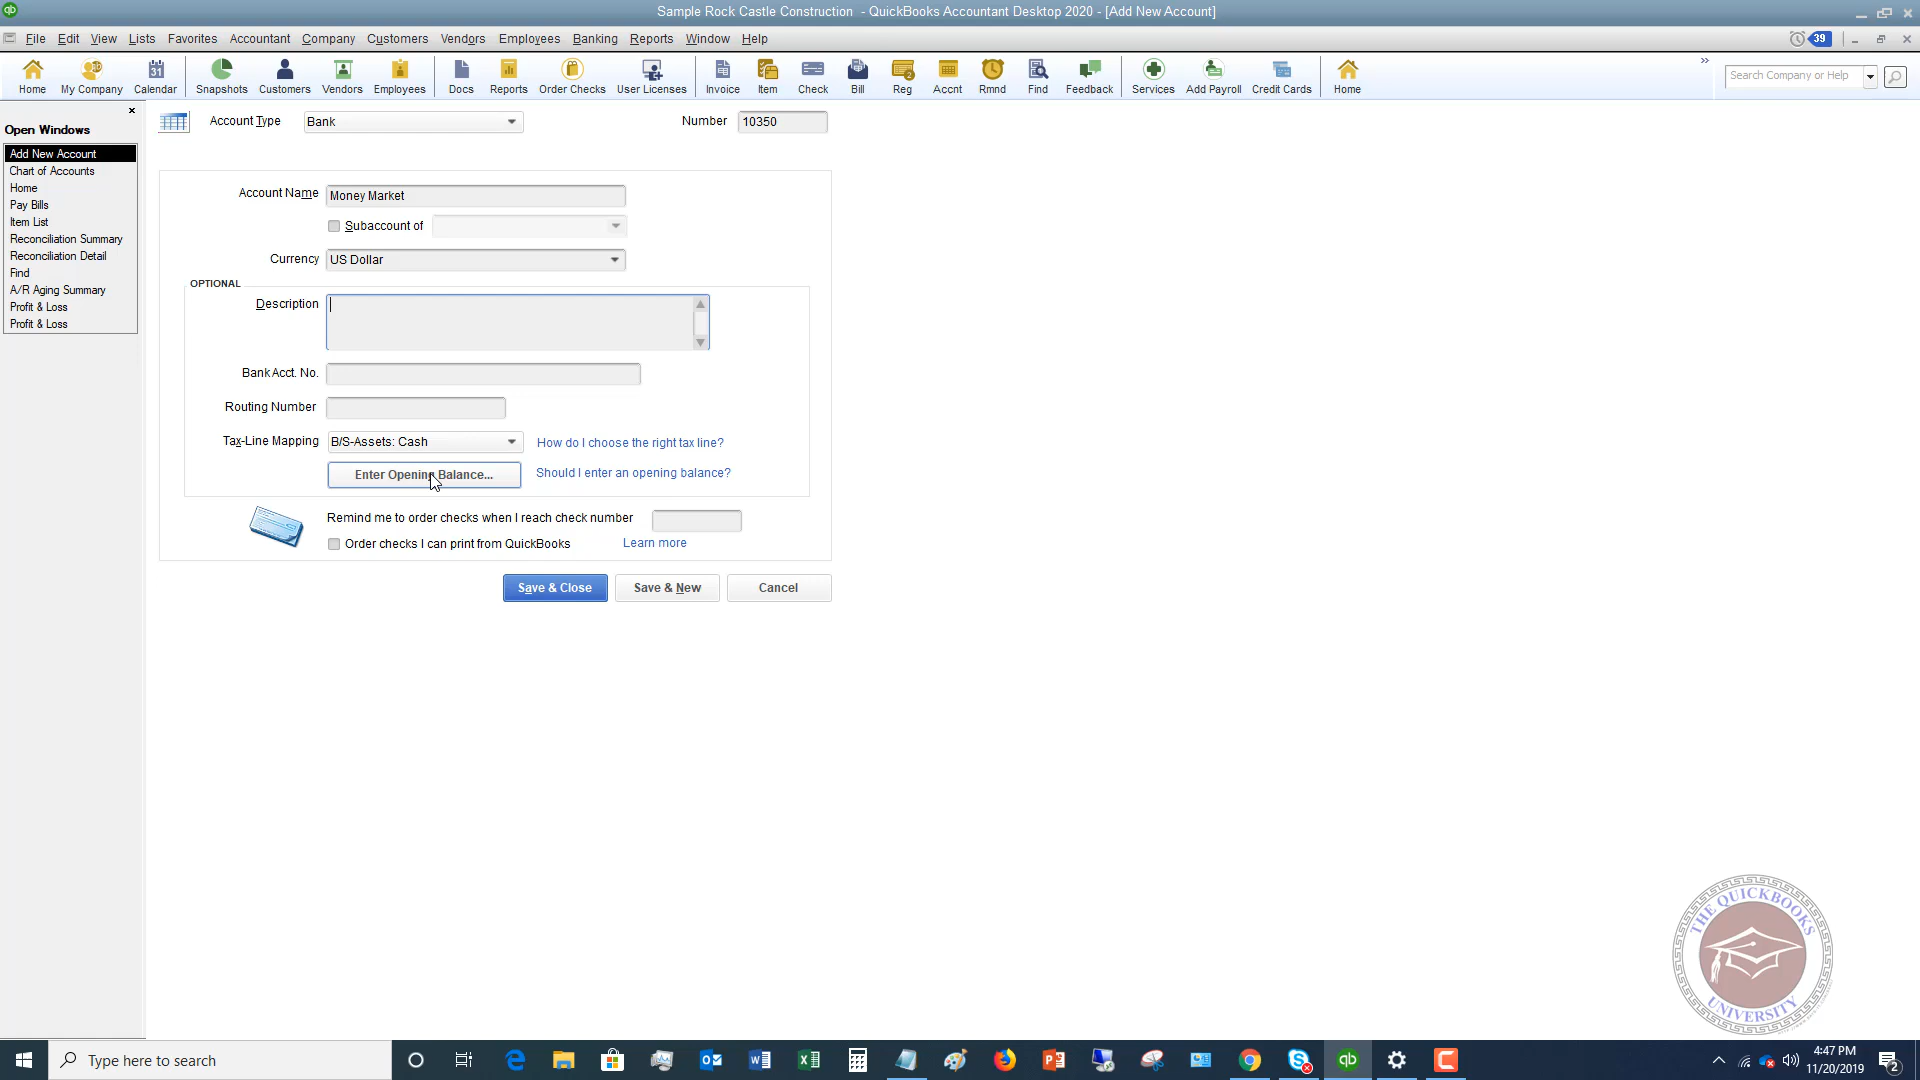 Sample Rock Castle Construction - QuickBooks Accountant Desktop 2020 - [Add New Account]
File Edit View Lists Favorites Accountant Company Customers Vendors Employees Banking Reports Window Help
39
Home My Company Calendar Snapshots Customers Vendors Employees Docs Reports Order Checks User Licenses Invoice Item Check Bill Reg Accnt Rmnd Find Feedback Services Add Payroll Credit Cards Home
Search Company or Help
Open Windows
Add New Account
Chart of Accounts
Home
Pay Bills
Item List
Reconciliation Summary
Reconciliation Detail
Find
A/R Aging Summary
Profit & Loss
Profit & Loss
Account Type Bank Number 10350
Account Name Money Market
Subaccount of
Currency US Dollar
OPTIONAL
Description
Bank Acct. No.
Routing Number
Tax-Line Mapping B/S-Assets: Cash How do I choose the right tax line?
Enter Opening Balance... Should I enter an opening balance?
Remind me to order checks when I reach check number
Order checks I can print from QuickBooks Learn more
Save & Close Save & New Cancel
THE QUICKBOOKS
UNIVERSITY
Type here to search
4:47 PM
11/20/2019
2